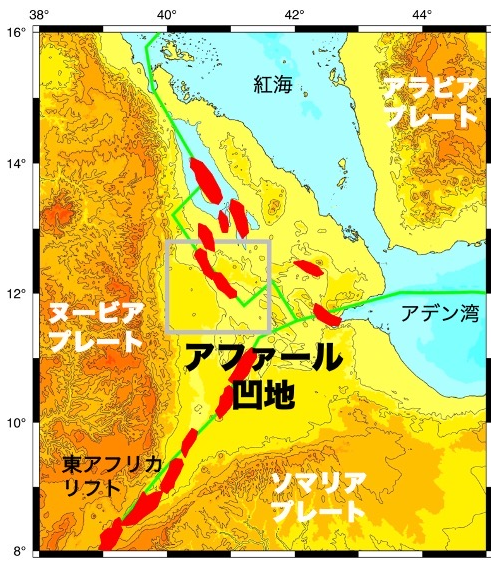 38°
40°
42°
44°
16°
紅海
アラビア
プレート
14°
12°
ヌービア
プレート
アデン湾
アファール
凹地
10°
東アフリカ
リフト
ソマリア
プレート
8°